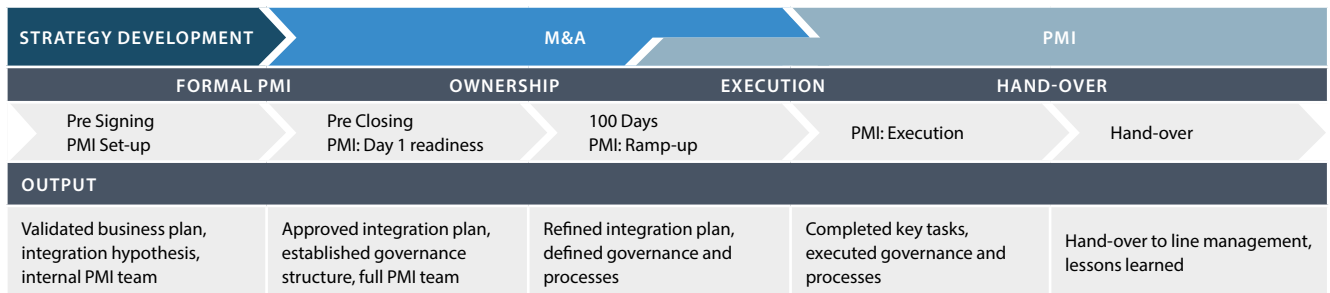 STRATEGY DEVELOPMENT
M&A
PMI
FORMAL PMI
OWNERSHIP
EXECUTION
HAND-OVER
Pre Signing
PMI Set-up
Pre Closing
PMI: Day 1 readiness
100 Days
PMI: Ramp-up
PMI: Execution
Hand-over
OUTPUT
Validated business plan,
integration hypothesis,
internal PMI team
Approved integration plan,
established governance
structure, full PMI team
Refined integration plan,
defined governance and
processes
Completed key tasks,
executed governance and
processes
Hand-over to line management,
lessons learned